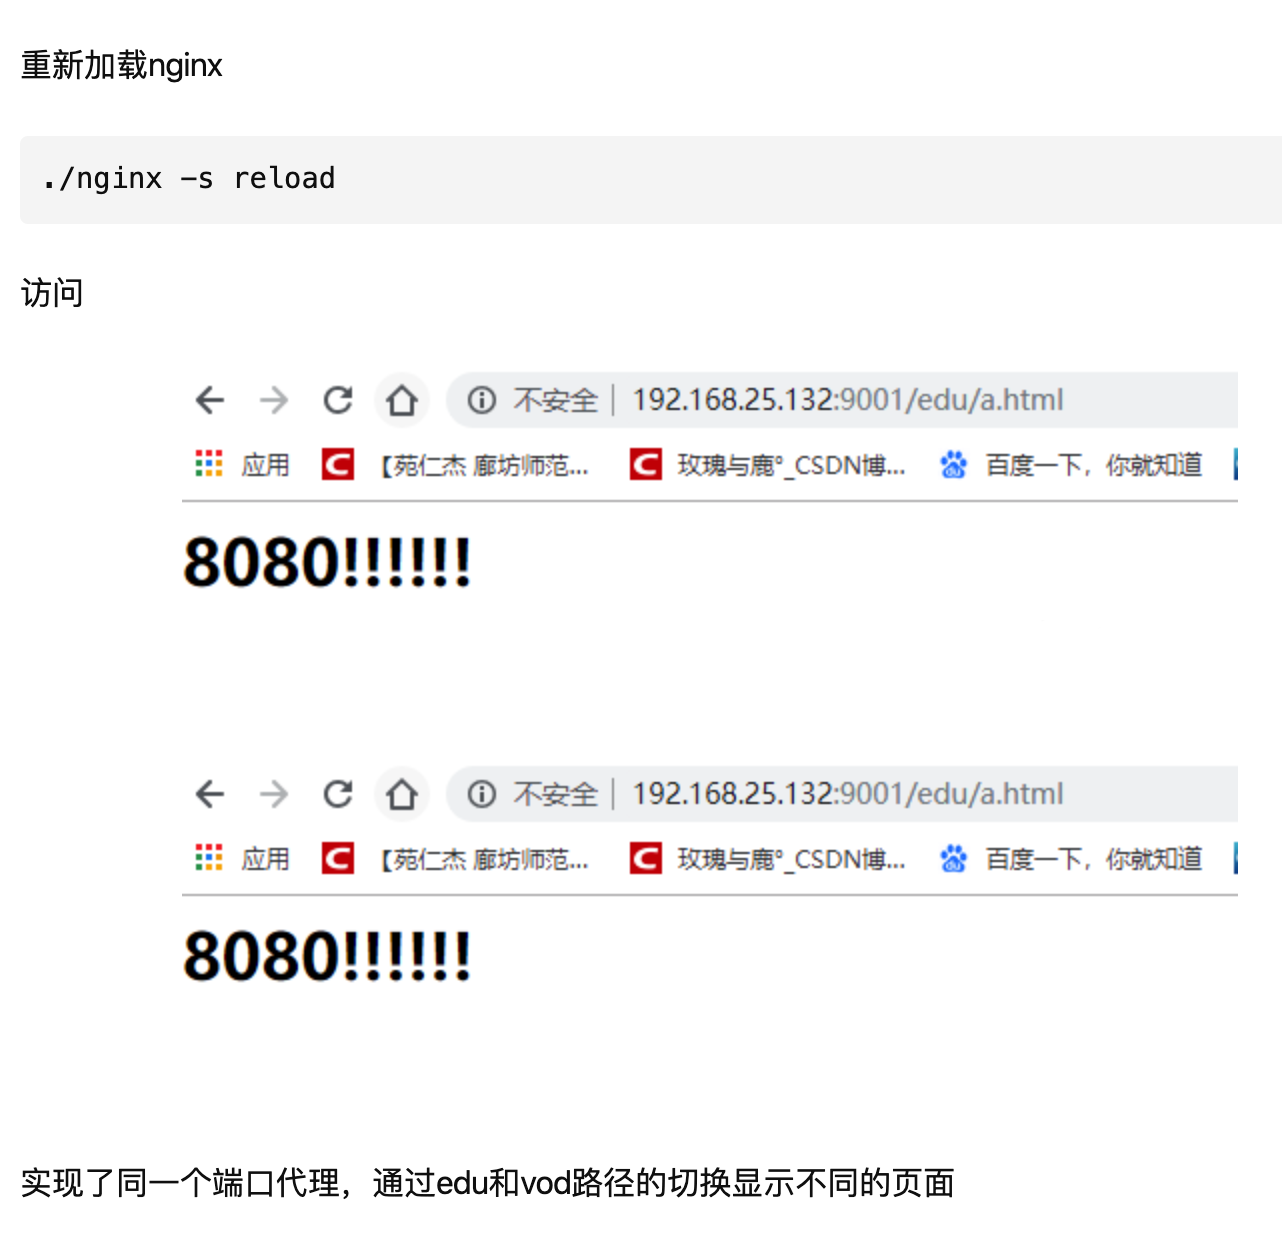 重新加载nginx
./nginx -s reload
访问
不安全 | 192.168.25.132:9001/edu/a.html
应用 【苑仁杰 廊坊师范... 玫瑰与鹿°_CSDN博... 百度一下，你就知道
8080!!!!!!
不安全 | 192.168.25.132:9001/edu/a.html
应用 【苑仁杰 廊坊师范... 玫瑰与鹿°_CSDN博... 百度一下，你就知道
8080!!!!!!
实现了同一个端口代理，通过edu和vod路径的切换显示不同的页面